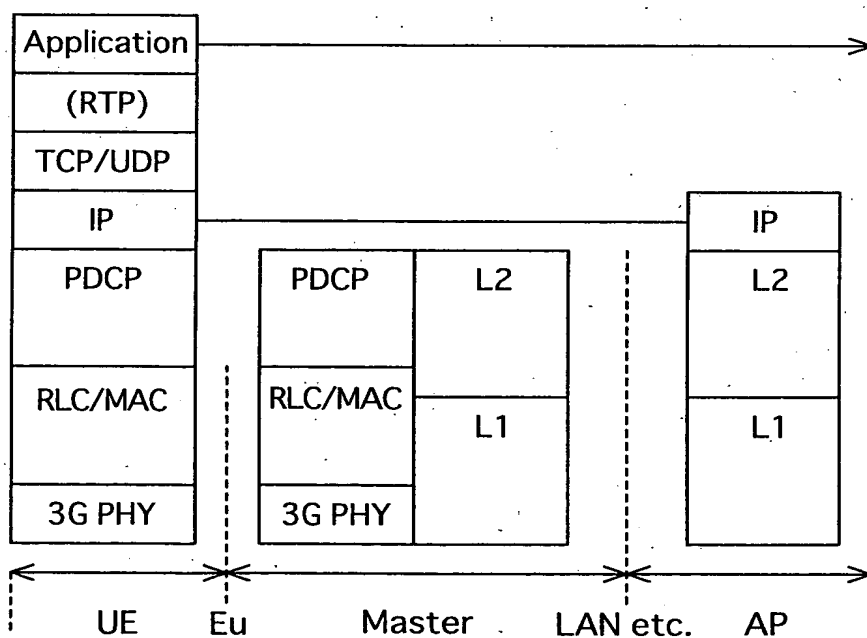 Application
(RTP)
TCP/UDP
IP
IP
PDCP
PDCP
L2
L2
RLC/MAC
RLC/MAC
L1
L1
3G PHY
3G PHY
UE
Eu
Master
LAN etc.
AP